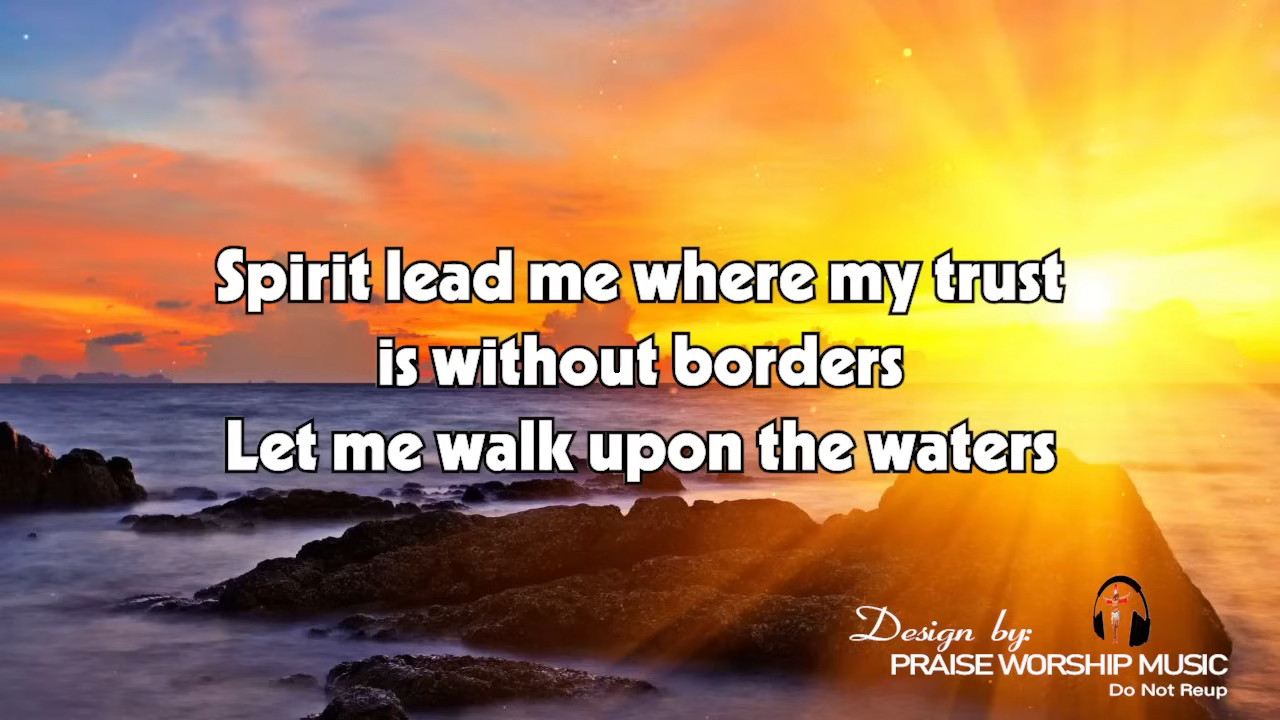 Spirit lead me where my trust
is without borders
Let me walk upon the waters
Design by:
PRAISE WORSHIP MUSIC
Do Not Reup